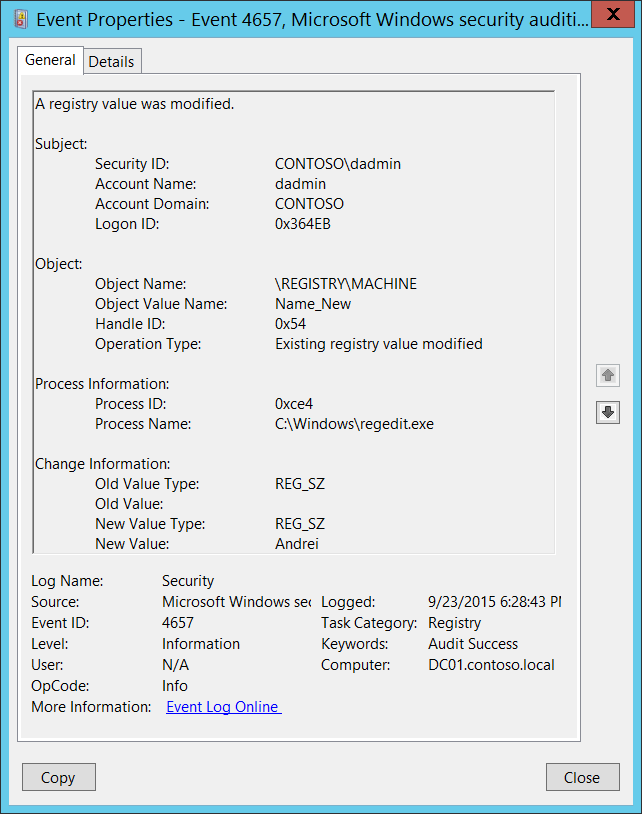 Event Properties - Event 4657, Microsoft Windows security auditi...
General Details
A registry value was modified.
Subject:
Security ID: CONTOSO\dadmin
Account Name: dadmin
Account Domain: CONTOSO
Logon ID: 0x364EB
Object:
Object Name: \REGISTRY\MACHINE
Object Value Name: Name_New
Handle ID: 0x54
Operation Type: Existing registry value modified
Process Information:
Process ID: 0xce4
Process Name: C:\Windows\regedit.exe
Change Information:
Old Value Type: REG_SZ
Old Value:
New Value Type: REG_SZ
New Value: Andrei
Log Name: Security
Source: Microsoft Windows sec Logged: 9/23/2015 6:28:43 PM
Event ID: 4657 Task Category: Registry
Level: Information Keywords: Audit Success
User: N/A Computer: DC01.contoso.local
OpCode: Info
More Information: Event Log Online
Copy Close